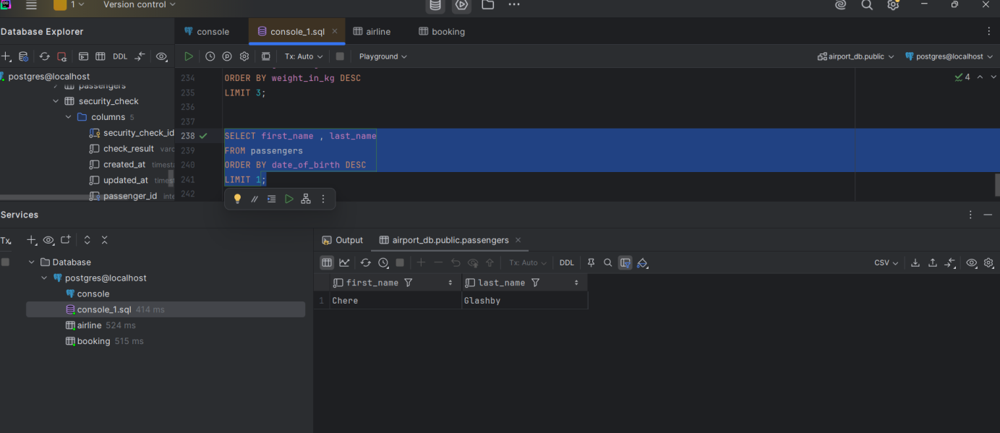 1
Version control
Database Explorer
console
console_1.sql
airline
booking
DDL
Tx: Auto
Playground
airport_db.public
postgres@localhost
postgres@localhost
passengers
security_check
columns 5
security_check_id
check_result varc
created_at timesta
updated_at times
passenger_id inte
234 ORDER BY weight_in_kg DESC
235 LIMIT 3;
236
237
238 SELECT first_name , last_name
239 FROM passengers
240 ORDER BY date_of_birth DESC
241 LIMIT 1;
242
4
Services
Tx
Database
postgres@localhost
console
console_1.sql 414 ms
airline 524 ms
booking 515 ms
Output
airport_db.public.passengers
Tx: Auto
DDL
CSV
first_name
last_name
1 Chere Glashby